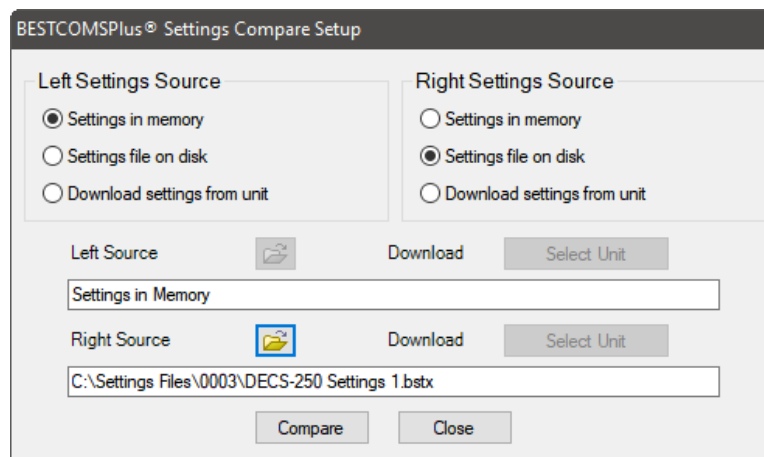 BESTCOMSPlus® Settings Compare Setup
Left Settings Source
Settings in memory
Settings file on disk
Download settings from unit
Right Settings Source
Settings in memory
Settings file on disk
Download settings from unit
Left Source Download Select Unit
Settings in Memory
Right Source Download Select Unit
C:\Settings Files\0003\DECS-250 Settings 1.bstx
Compare Close